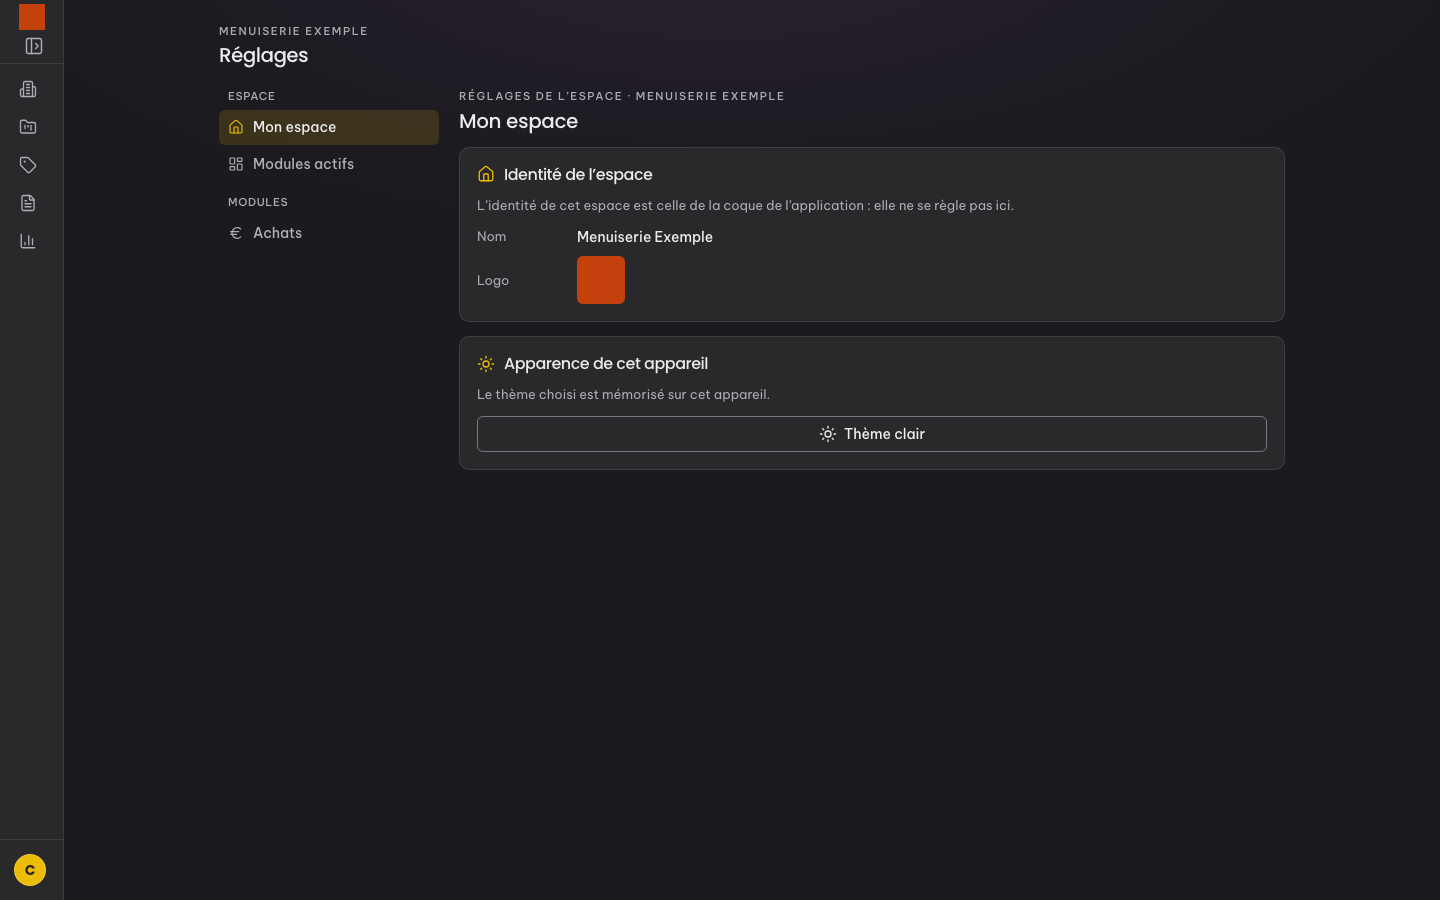 MENUISERIE EXEMPLE
Réglages
ESPACE
Mon espace
Modules actifs
MODULES
Achats
RÉGLAGES DE L'ESPACE · MENUISERIE EXEMPLE
Mon espace
Identité de l’espace
L’identité de cet espace est celle de la coque de l’application : elle ne se règle pas ici.
Nom Menuiserie Exemple
Logo
Apparence de cet appareil
Le thème choisi est mémorisé sur cet appareil.
Thème clair
C